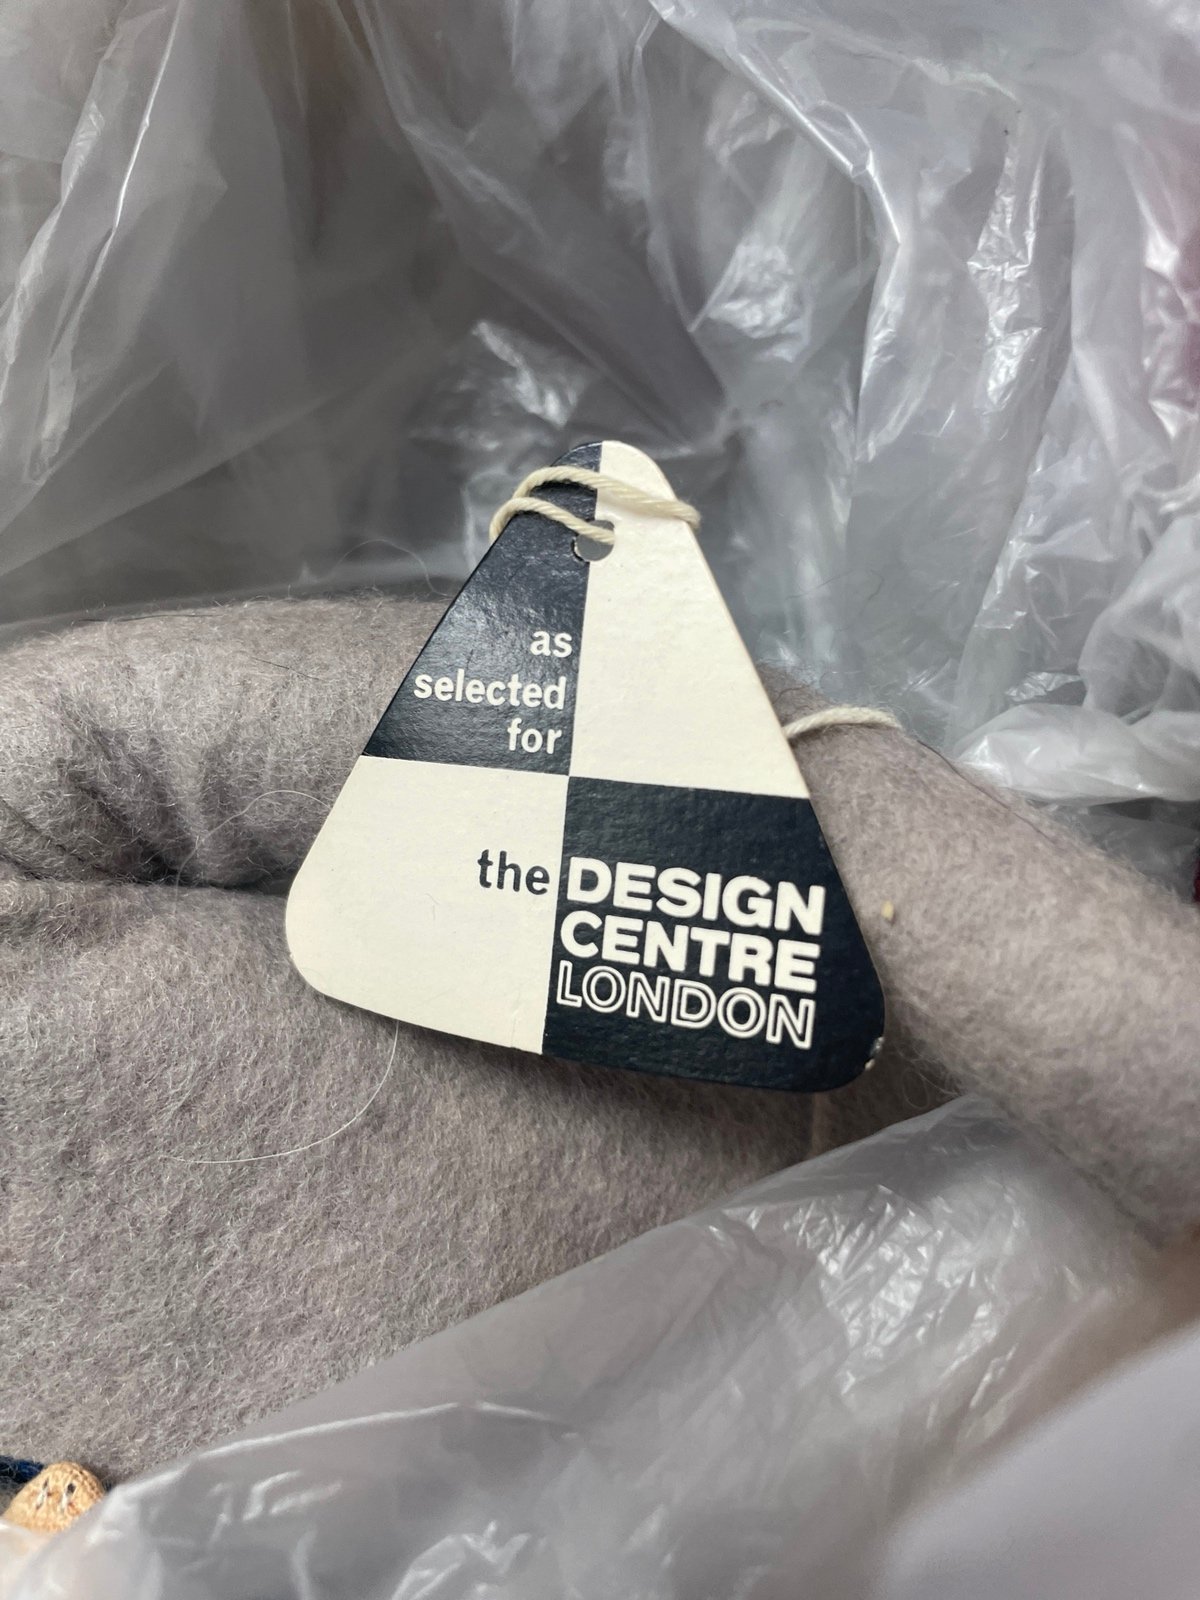 as
selected
for
the DESIGN
CENTRE
LONDON